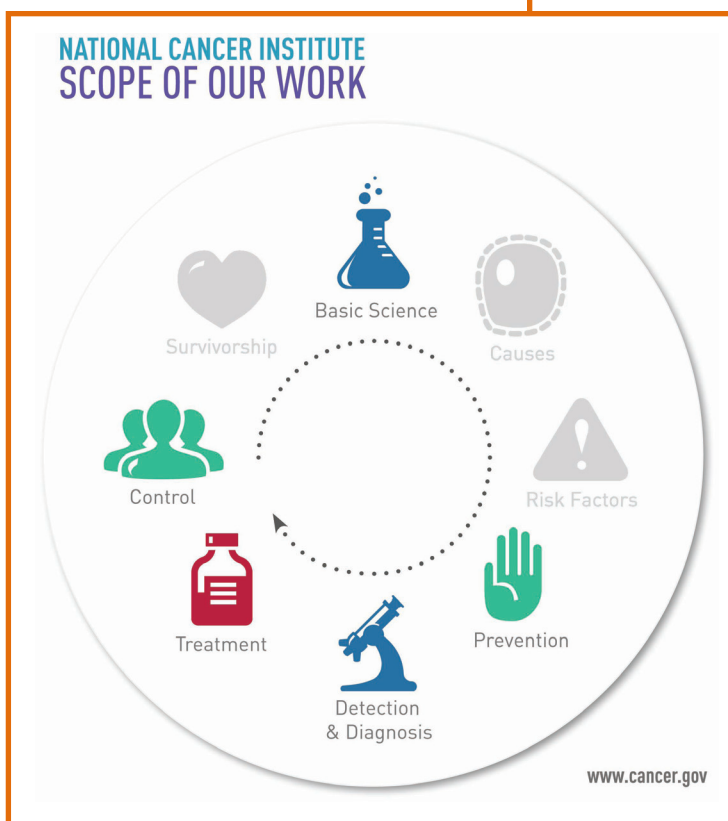 NATIONAL CANCER INSTITUTE
SCOPE OF OUR WORK
Basic Science
Causes
Risk Factors
Prevention
Detection
& Diagnosis
Treatment
Control
Survivorship
www.cancer.gov